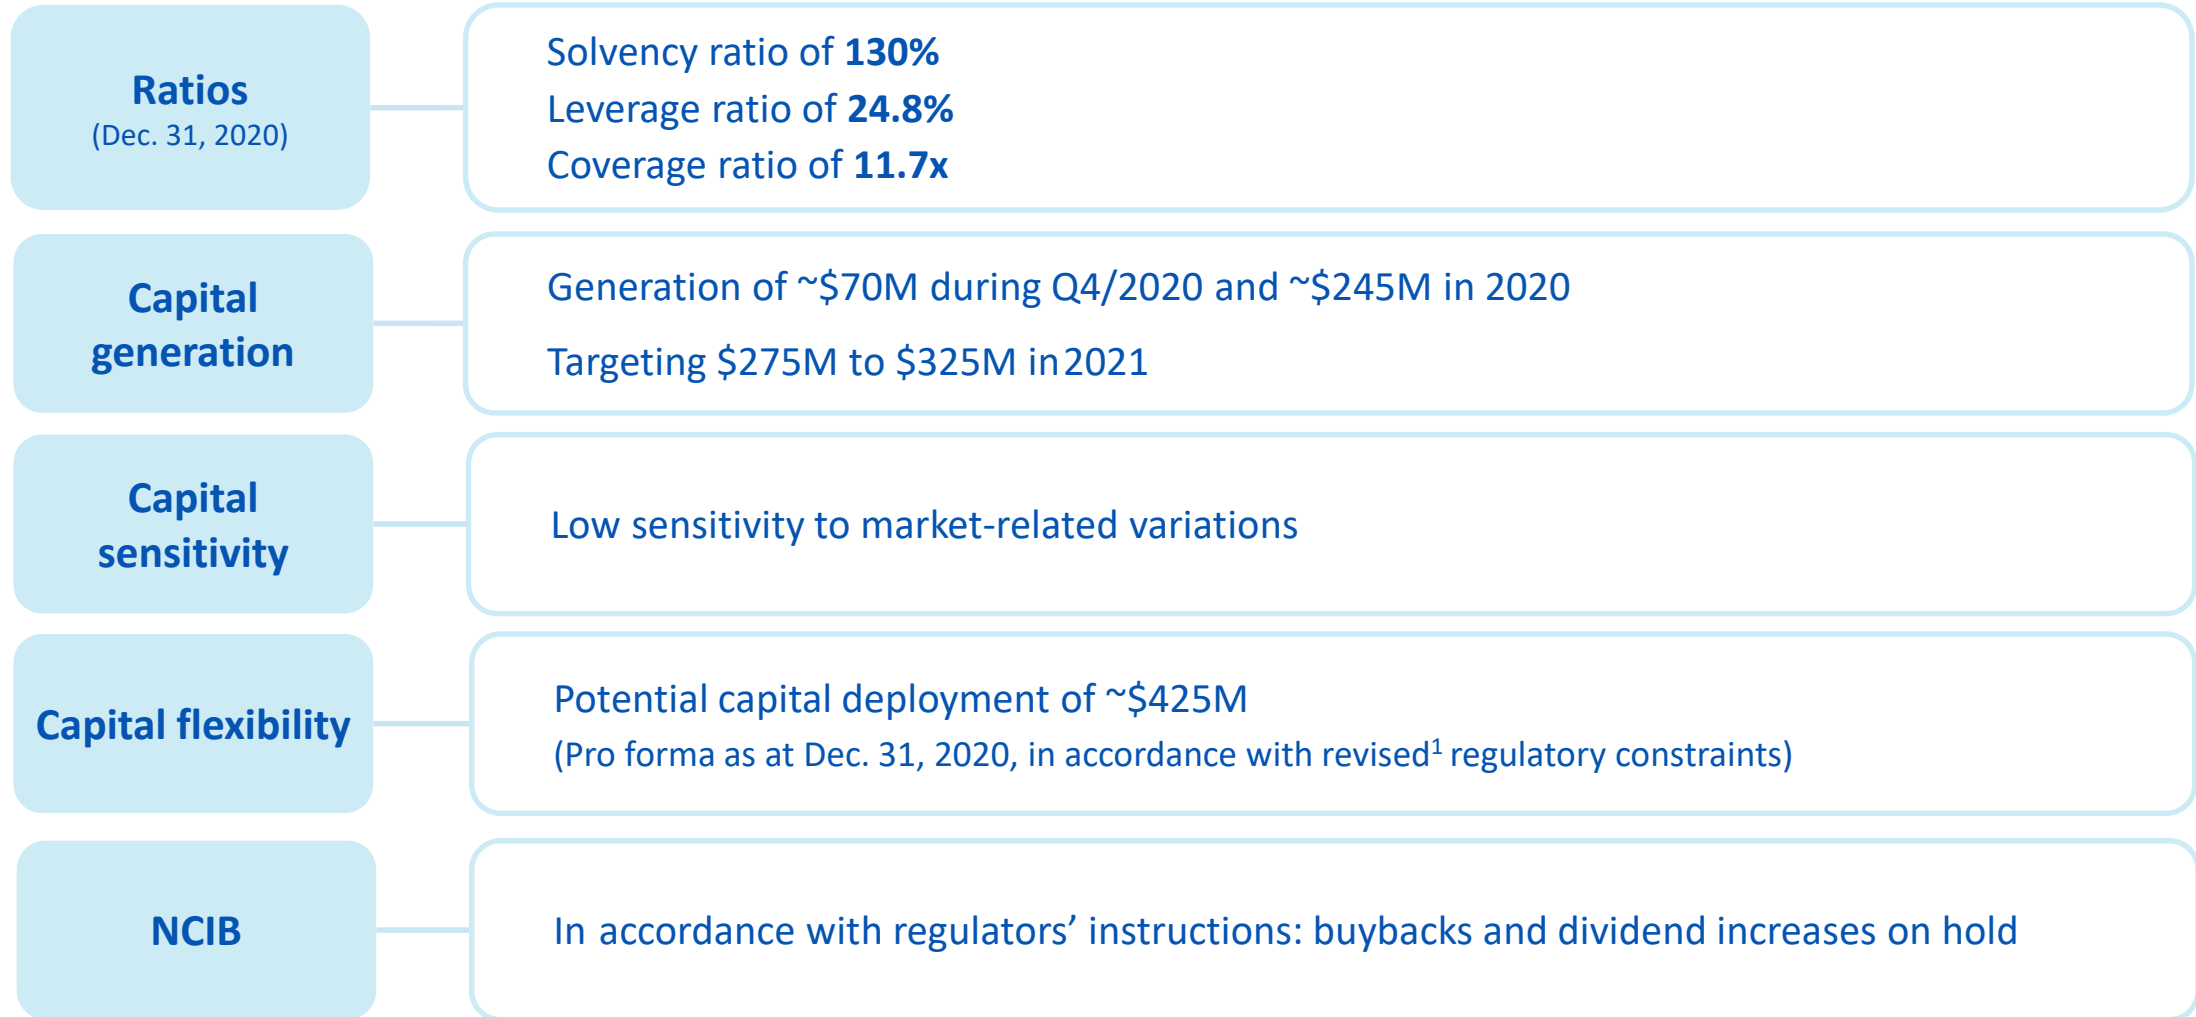 Ratios
(Dec. 31, 2020)
Solvency ratio of 130%
Leverage ratio of 24.8%
Coverage ratio of 11.7x
Capital
generation
Generation of ~$70M during Q4/2020 and ~$245M in 2020
Targeting $275M to $325M in 2021
Capital
sensitivity
Low sensitivity to market-related variations
Capital flexibility
Potential capital deployment of ~$425M
(Pro forma as at Dec. 31, 2020, in accordance with revised¹ regulatory constraints)
NCIB
In accordance with regulators’ instructions: buybacks and dividend increases on hold